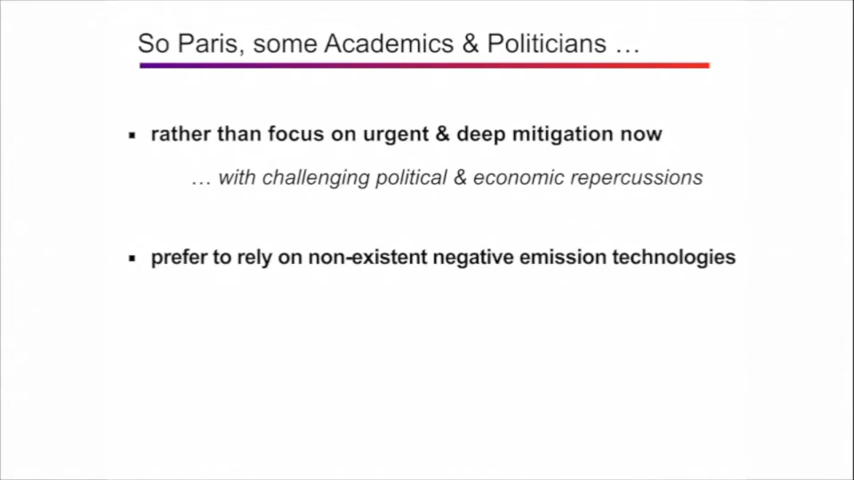 So Paris, some Academics & Politicians …
▪ rather than focus on urgent & deep mitigation now
… with challenging political & economic repercussions
▪ prefer to rely on non-existent negative emission technologies